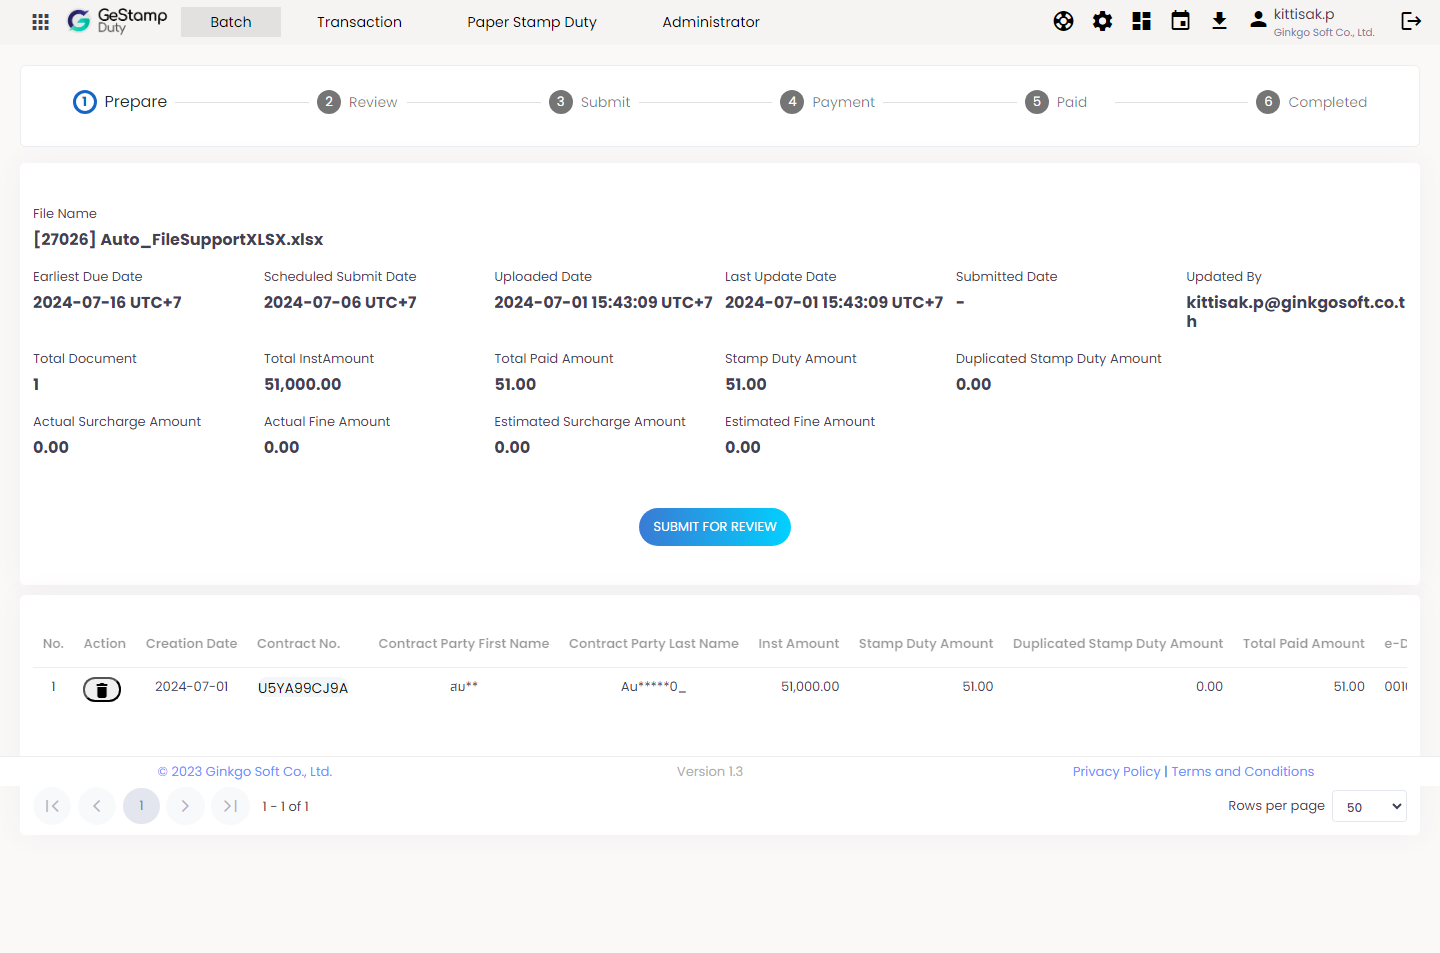 GeStamp
Duty
Batch
Transaction
Paper Stamp Duty
Administrator
kittisak.p
Ginkgo Soft Co., Ltd.
1 Prepare
2 Review
3 Submit
4 Payment
5 Paid
6 Completed
File Name
[27026] Auto_FileSupportXLSX.xlsx
Earliest Due Date
2024-07-16 UTC+7
Scheduled Submit Date
2024-07-06 UTC+7
Uploaded Date
2024-07-01 15:43:09 UTC+7
Last Update Date
2024-07-01 15:43:09 UTC+7
Submitted Date
-
Updated By
kittisak.p@ginkgosoft.co.t
h
Total Document
1
Total InstAmount
51,000.00
Total Paid Amount
51.00
Stamp Duty Amount
51.00
Duplicated Stamp Duty Amount
0.00
Actual Surcharge Amount
0.00
Actual Fine Amount
0.00
Estimated Surcharge Amount
0.00
Estimated Fine Amount
0.00
SUBMIT FOR REVIEW
No. Action Creation Date Contract No. Contract Party First Name Contract Party Last Name Inst Amount Stamp Duty Amount Duplicated Stamp Duty Amount Total Paid Amount e-D
1 2024-07-01 U5YA99CJ9A สม** Au*****0_ 51,000.00 51.00 0.00 51.00 001
© 2023 Ginkgo Soft Co., Ltd.
Version 1.3
Privacy Policy | Terms and Conditions
1
1 - 1 of 1
Rows per page 50